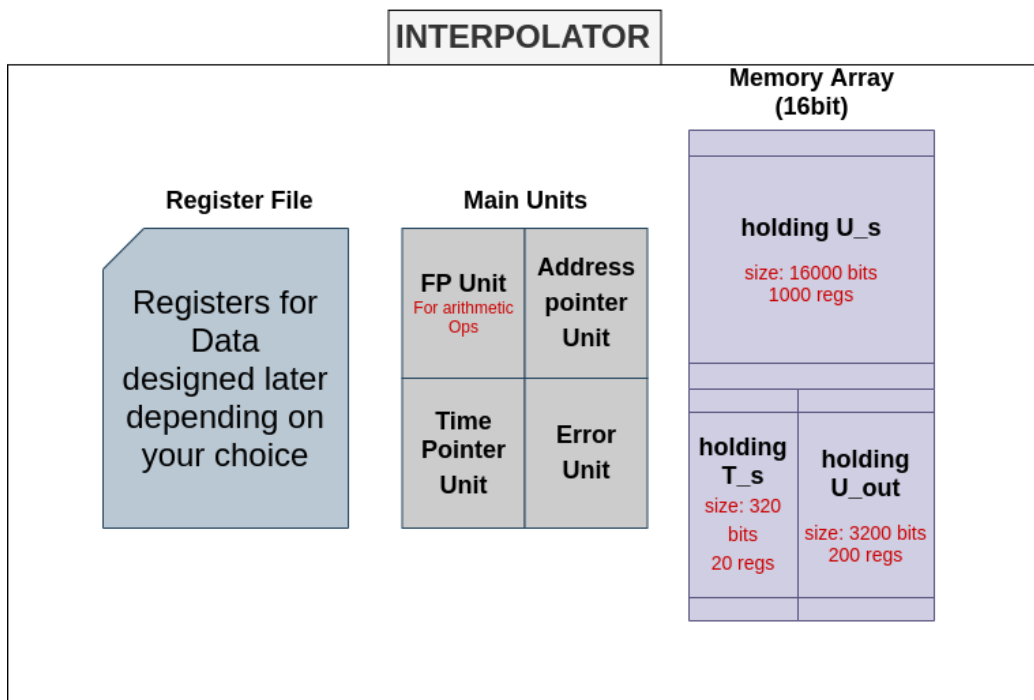 INTERPOLATOR
Memory Array
(16bit)
Register File
Main Units
Registers for
Data
designed later
depending on
your choice
FP Unit
For arithmetic
Ops
Address
pointer
Unit
Time
Pointer
Unit
Error
Unit
holding U_s
size: 16000 bits
1000 regs
holding
T_s
size: 320
bits
20 regs
holding
U_out
size: 3200 bits
200 regs